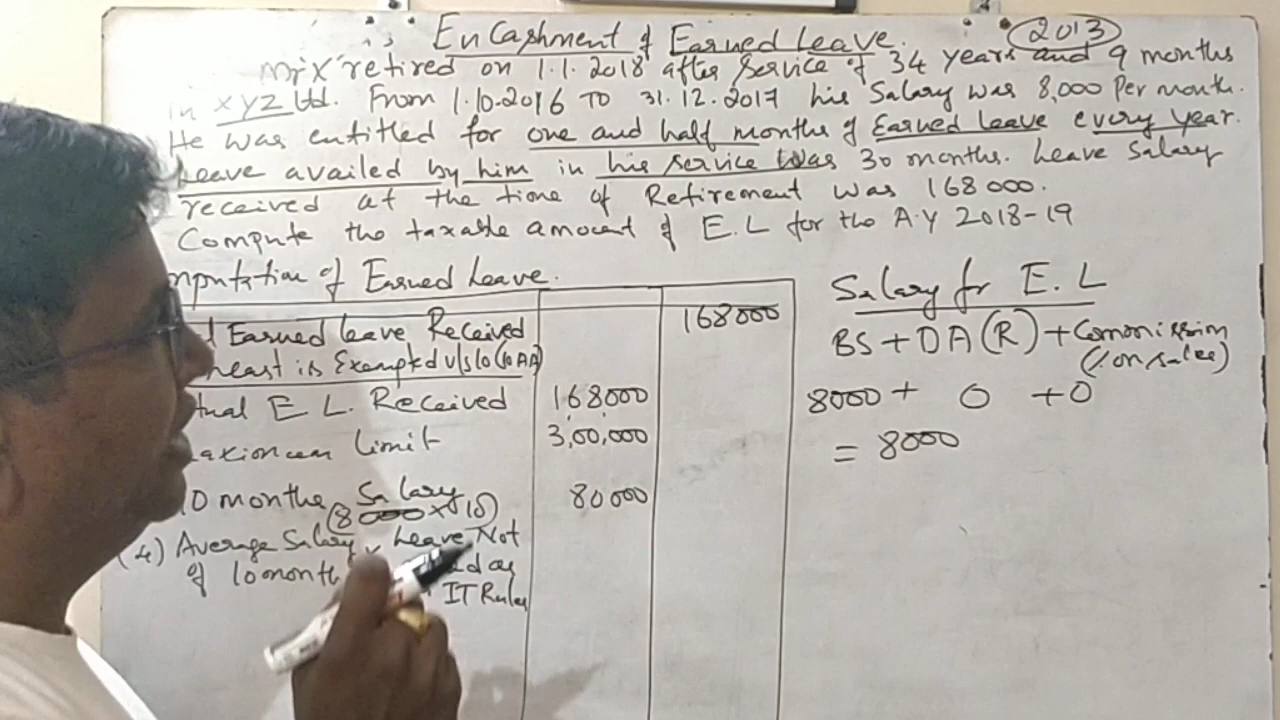 Encashment of Earned Leave. 2013
Mr 'X' retired on 1.1.2018 after service of 34 years and 9 months
in XYZ Ltd. From 1.10.2016 TO 31.12.2017 his Salary was 8,000 Per month.
He was entitled for one and half months of Earned leave every year.
Leave availed by him in his service was 30 months. Leave Salary
received at the time of Retirement was 168000.
Compute the taxable amount of E.L for the A.Y 2018-19
mputation of Earned Leave.
Earned leave Received 168000
Least is Exempted U/S 10(10AA)
tual E L. Received 168000
aximum limit 3,00,000
0 months Salary 80000
(8000 x 10)
(4) Average Salary x Leave Not
of 10 month as
IT Rules
Salary for E.L
BS + DA (R) + Commission
(% on sales)
8000 + 0 + 0
= 8000